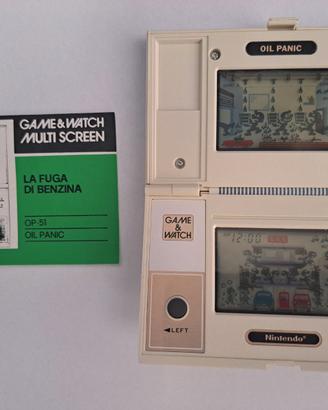 GAME&WATCH
MULTI SCREEN
LA FUGA
DI BENZINA
OP-51
OIL PANIC
OIL PANIC
12:00
GAME
&
WATCH
◄LEFT
Nintendo®